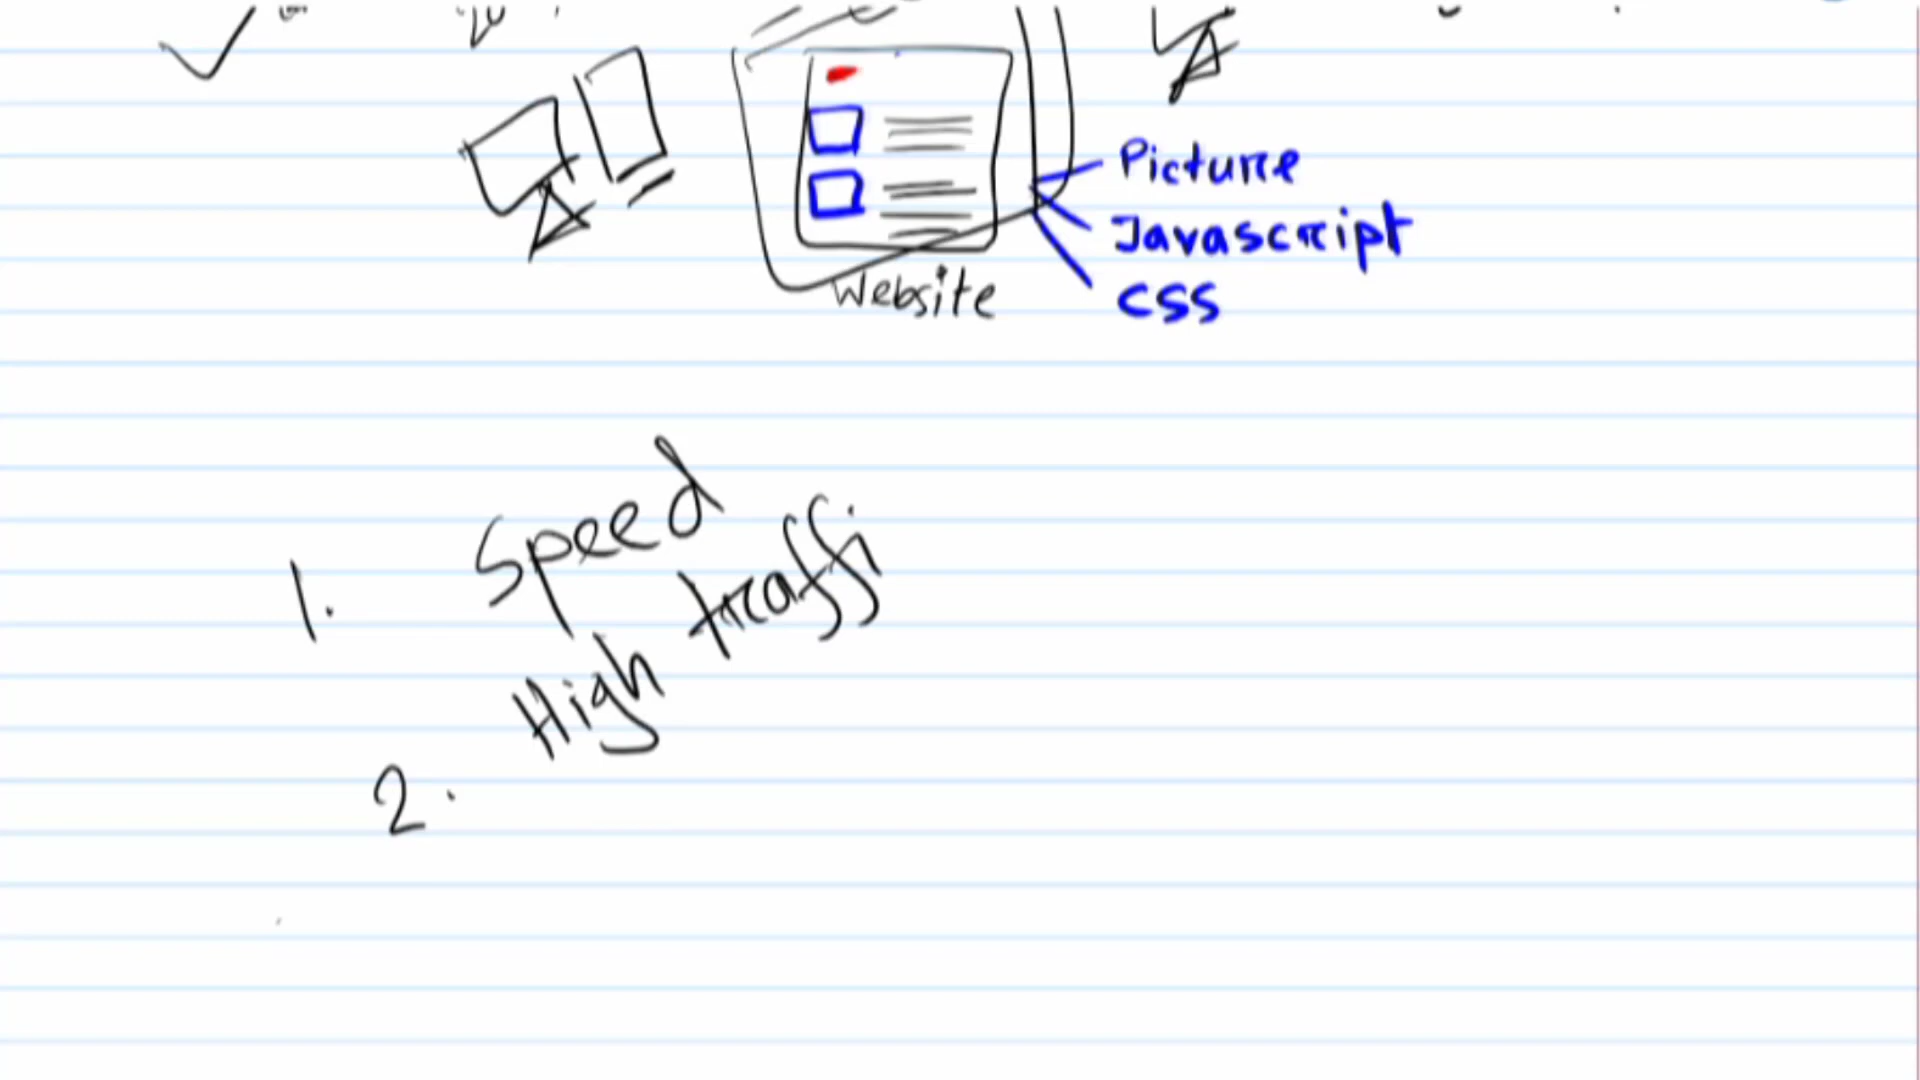 Picture
Javascript
CSS
Website
1. Speed
High traffi
2.